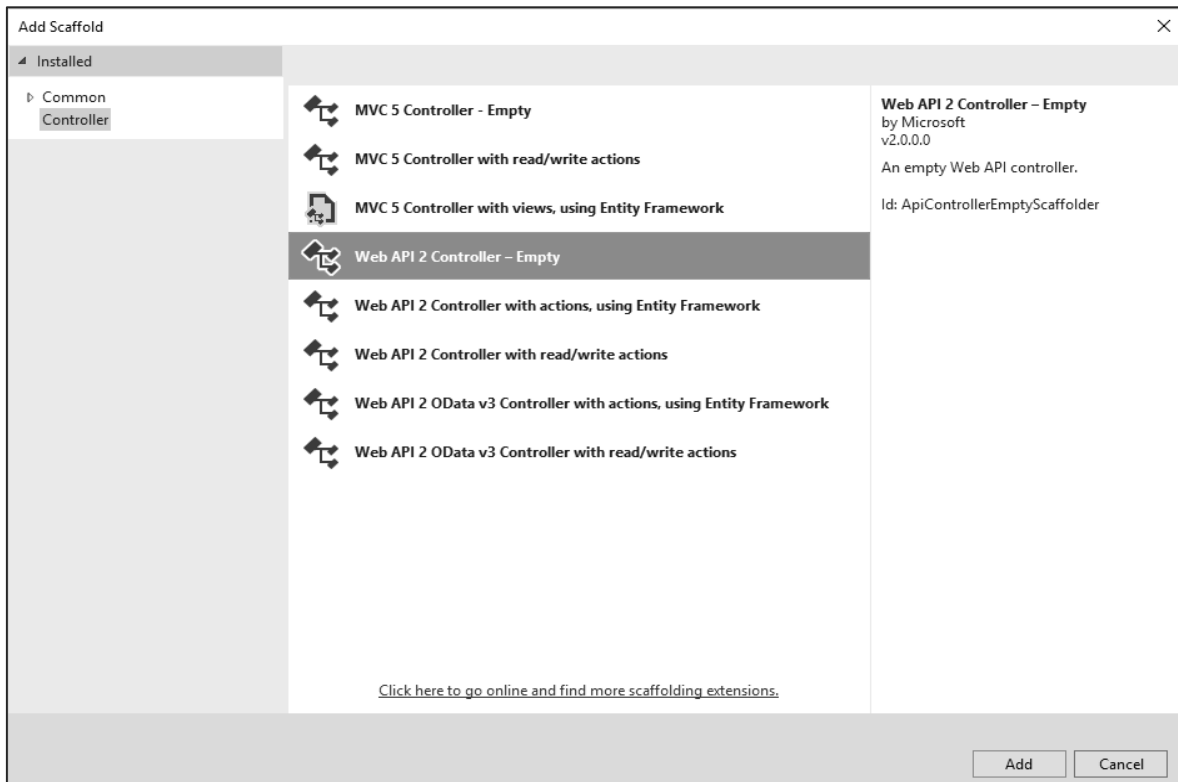 Add Scaffold
Installed
Common
Controller
MVC 5 Controller - Empty
MVC 5 Controller with read/write actions
MVC 5 Controller with views, using Entity Framework
Web API 2 Controller – Empty
Web API 2 Controller with actions, using Entity Framework
Web API 2 Controller with read/write actions
Web API 2 OData v3 Controller with actions, using Entity Framework
Web API 2 OData v3 Controller with read/write actions
Click here to go online and find more scaffolding extensions.
Web API 2 Controller – Empty
by Microsoft
v2.0.0.0
An empty Web API controller.
Id: ApiControllerEmptyScaffolder
Add
Cancel